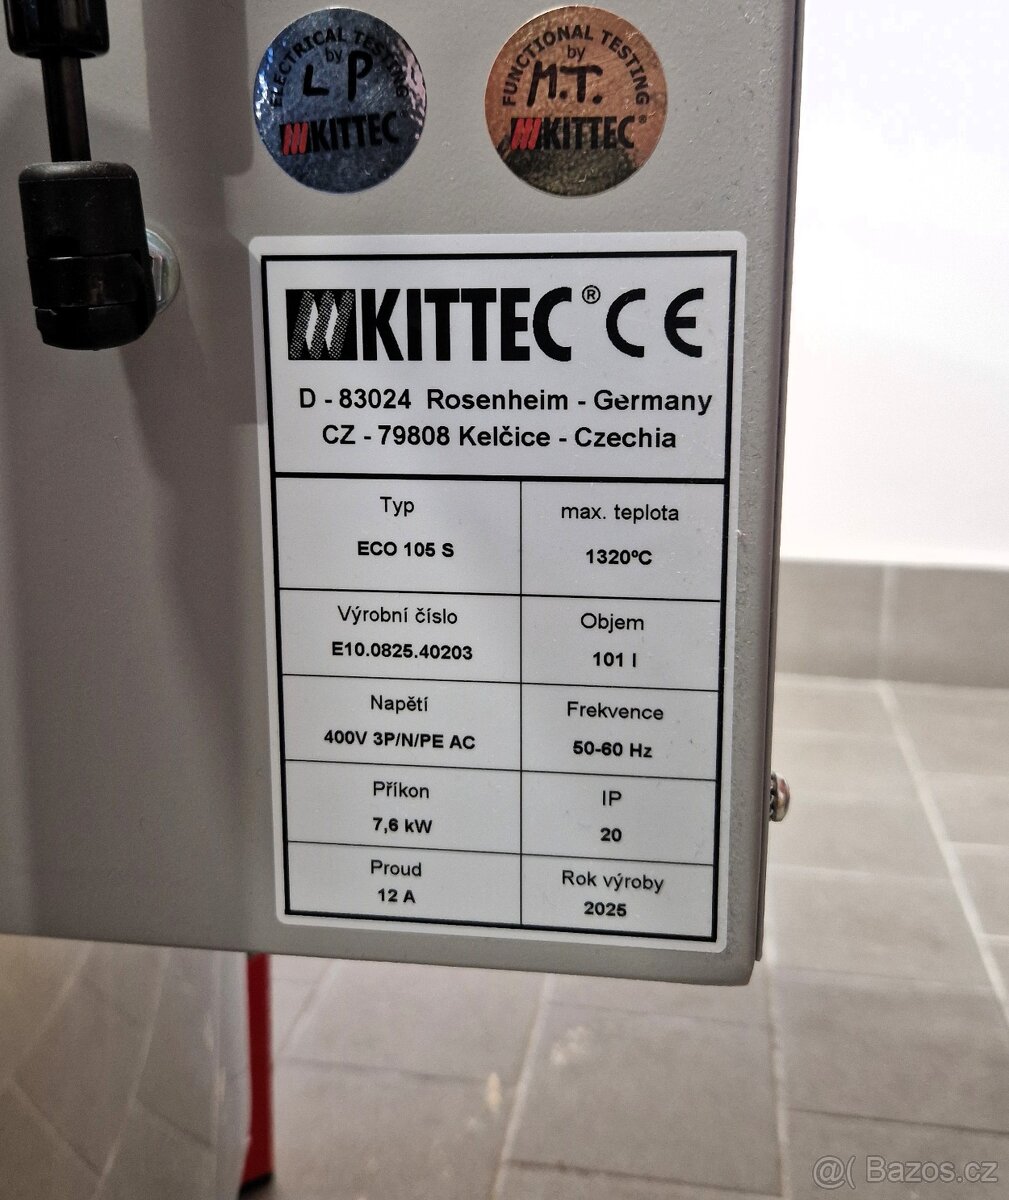 ELECTRICAL TESTING
by
LP
KITTEC
FUNCTIONAL TESTING
by
M.T.
KITTEC®
KITTEC® CE
D - 83024 Rosenheim - Germany
CZ - 79808 Kelčice - Czechia
Typ
ECO 105 S
max. teplota
1320ºC
Výrobní číslo
E10.0825.40203
Objem
101 l
Napětí
400V 3P/N/PE AC
Frekvence
50-60 Hz
Příkon
7,6 kW
IP
20
Proud
12 A
Rok výroby
2025
@( Bazos.cz